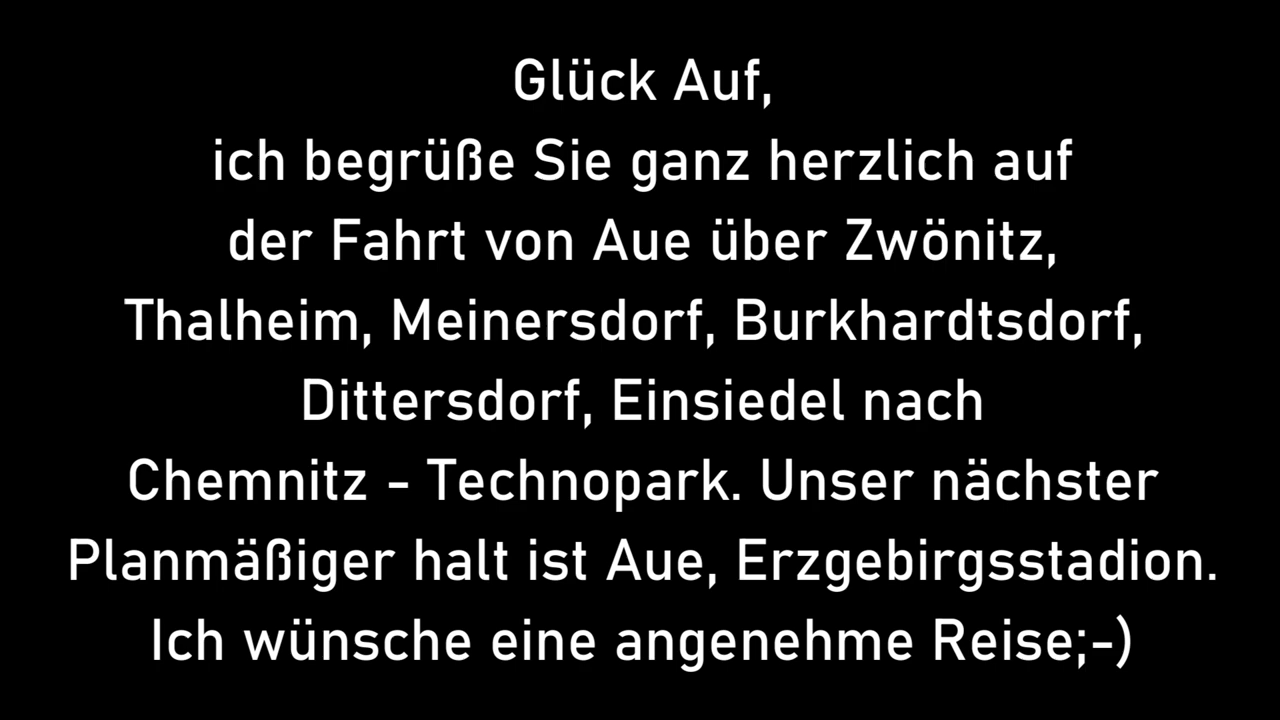 Glück Auf,
ich begrüße Sie ganz herzlich auf
der Fahrt von Aue über Zwönitz,
Thalheim, Meinersdorf, Burkhardtsdorf,
Dittersdorf, Einsiedel nach
Chemnitz - Technopark. Unser nächster
Planmäßiger halt ist Aue, Erzgebirgsstadion.
Ich wünsche eine angenehme Reise;-)